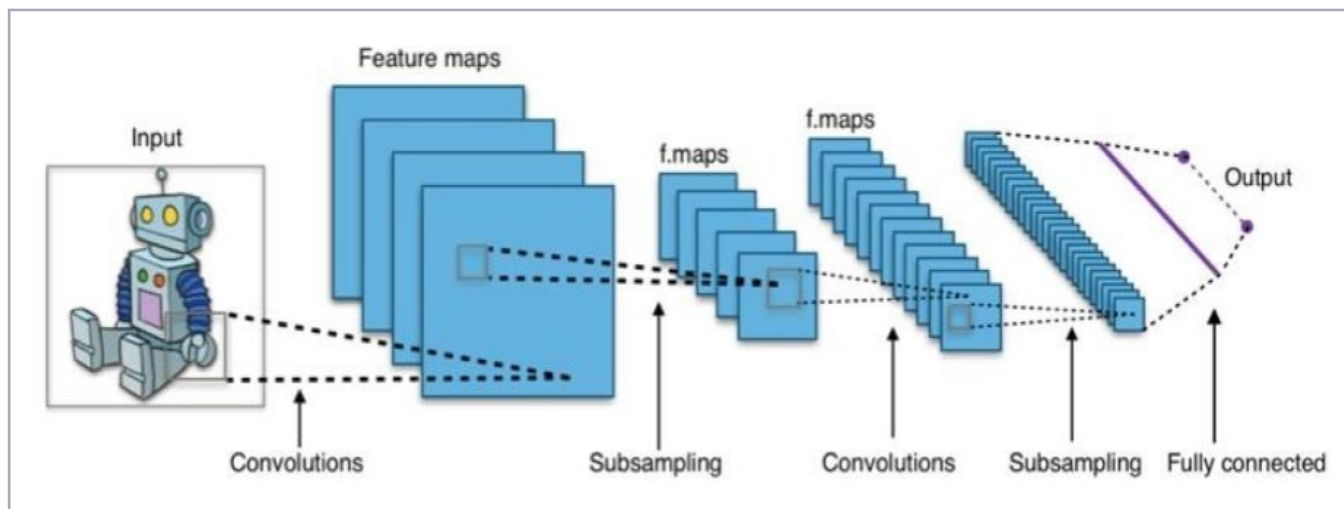 Feature maps
Input
f.maps
f.maps
Output
Convolutions
Subsampling
Convolutions
Subsampling
Fully connected